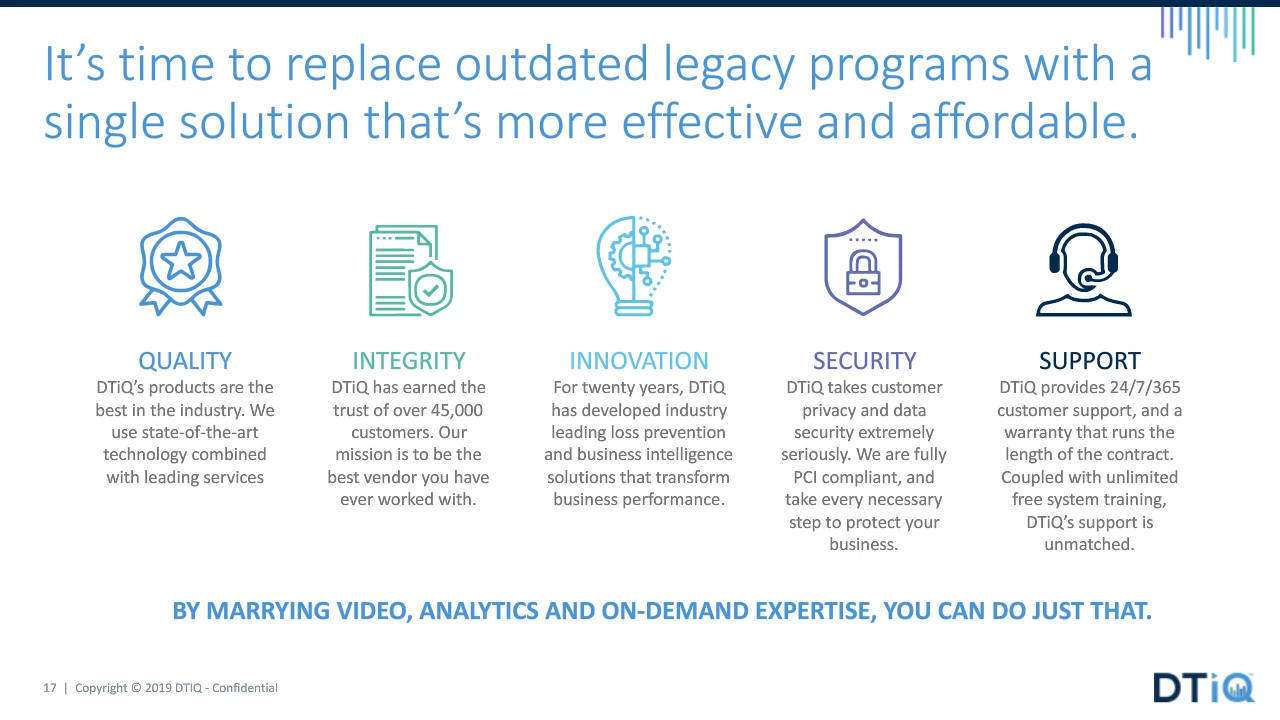 It’s time to replace outdated legacy programs with a
single solution that’s more effective and affordable.
QUALITY
DTiQ’s products are the
best in the industry. We
use state-of-the-art
technology combined
with leading services
INTEGRITY
DTiQ has earned the
trust of over 45,000
customers. Our
mission is to be the
best vendor you have
ever worked with.
INNOVATION
For twenty years, DTiQ
has developed industry
leading loss prevention
and business intelligence
solutions that transform
business performance.
SECURITY
DTiQ takes customer
privacy and data
security extremely
seriously. We are fully
PCI compliant, and
take every necessary
step to protect your
business.
SUPPORT
DTiQ provides 24/7/365
customer support, and a
warranty that runs the
length of the contract.
Coupled with unlimited
free system training,
DTiQ’s support is
unmatched.
BY MARRYING VIDEO, ANALYTICS AND ON-DEMAND EXPERTISE, YOU CAN DO JUST THAT.
17 | Copyright © 2019 DTIQ - Confidential
DTiQ